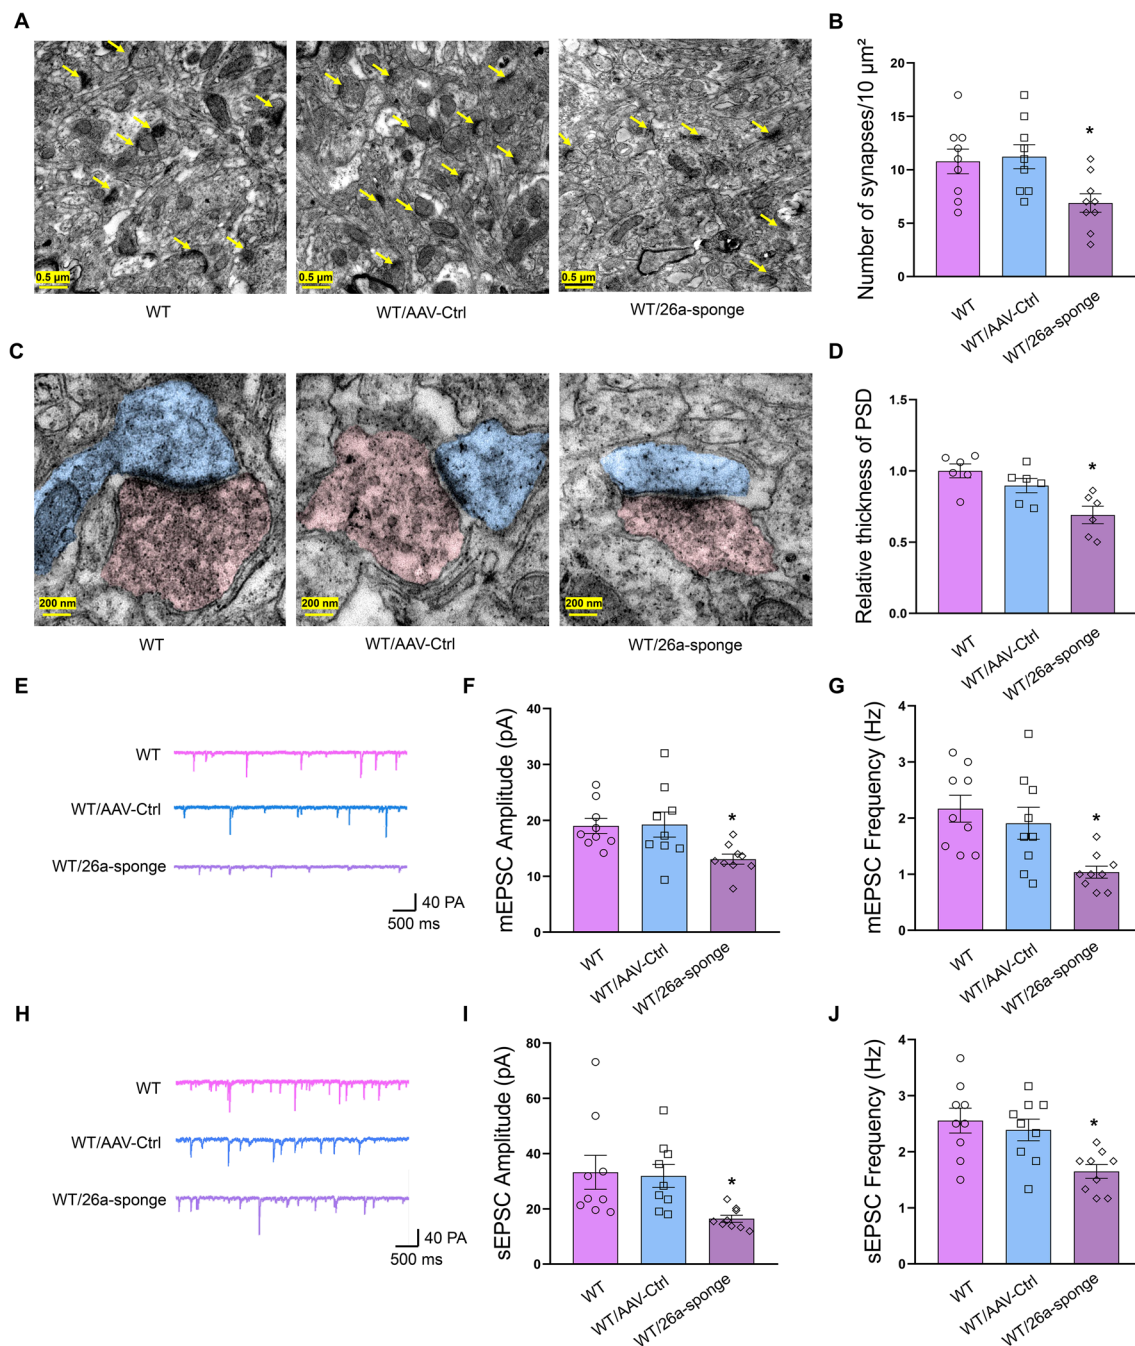 A
0.5 µm
0.5 µm
0.5 µm
WT
WT/AAV-Ctrl
WT/26a-sponge
B
Number of synapses/10 µm²
20
15
10
5
0
*
WT
WT/AAV-Ctrl
WT/26a-sponge
C
200 nm
200 nm
200 nm
WT
WT/AAV-Ctrl
WT/26a-sponge
D
Relative thickness of PSD
1.5
1.0
0.5
0.0
*
WT
WT/AAV-Ctrl
WT/26a-sponge
E
WT
WT/AAV-Ctrl
WT/26a-sponge
40 PA
500 ms
F
mEPSC Amplitude (pA)
40
30
20
10
0
*
WT
WT/AAV-Ctrl
WT/26a-sponge
G
mEPSC Frequency (Hz)
4
3
2
1
0
*
WT
WT/AAV-Ctrl
WT/26a-sponge
H
WT
WT/AAV-Ctrl
WT/26a-sponge
40 PA
500 ms
I
sEPSC Amplitude (pA)
80
60
40
20
0
*
WT
WT/AAV-Ctrl
WT/26a-sponge
J
sEPSC Frequency (Hz)
4
3
2
1
0
*
WT
WT/AAV-Ctrl
WT/26a-sponge